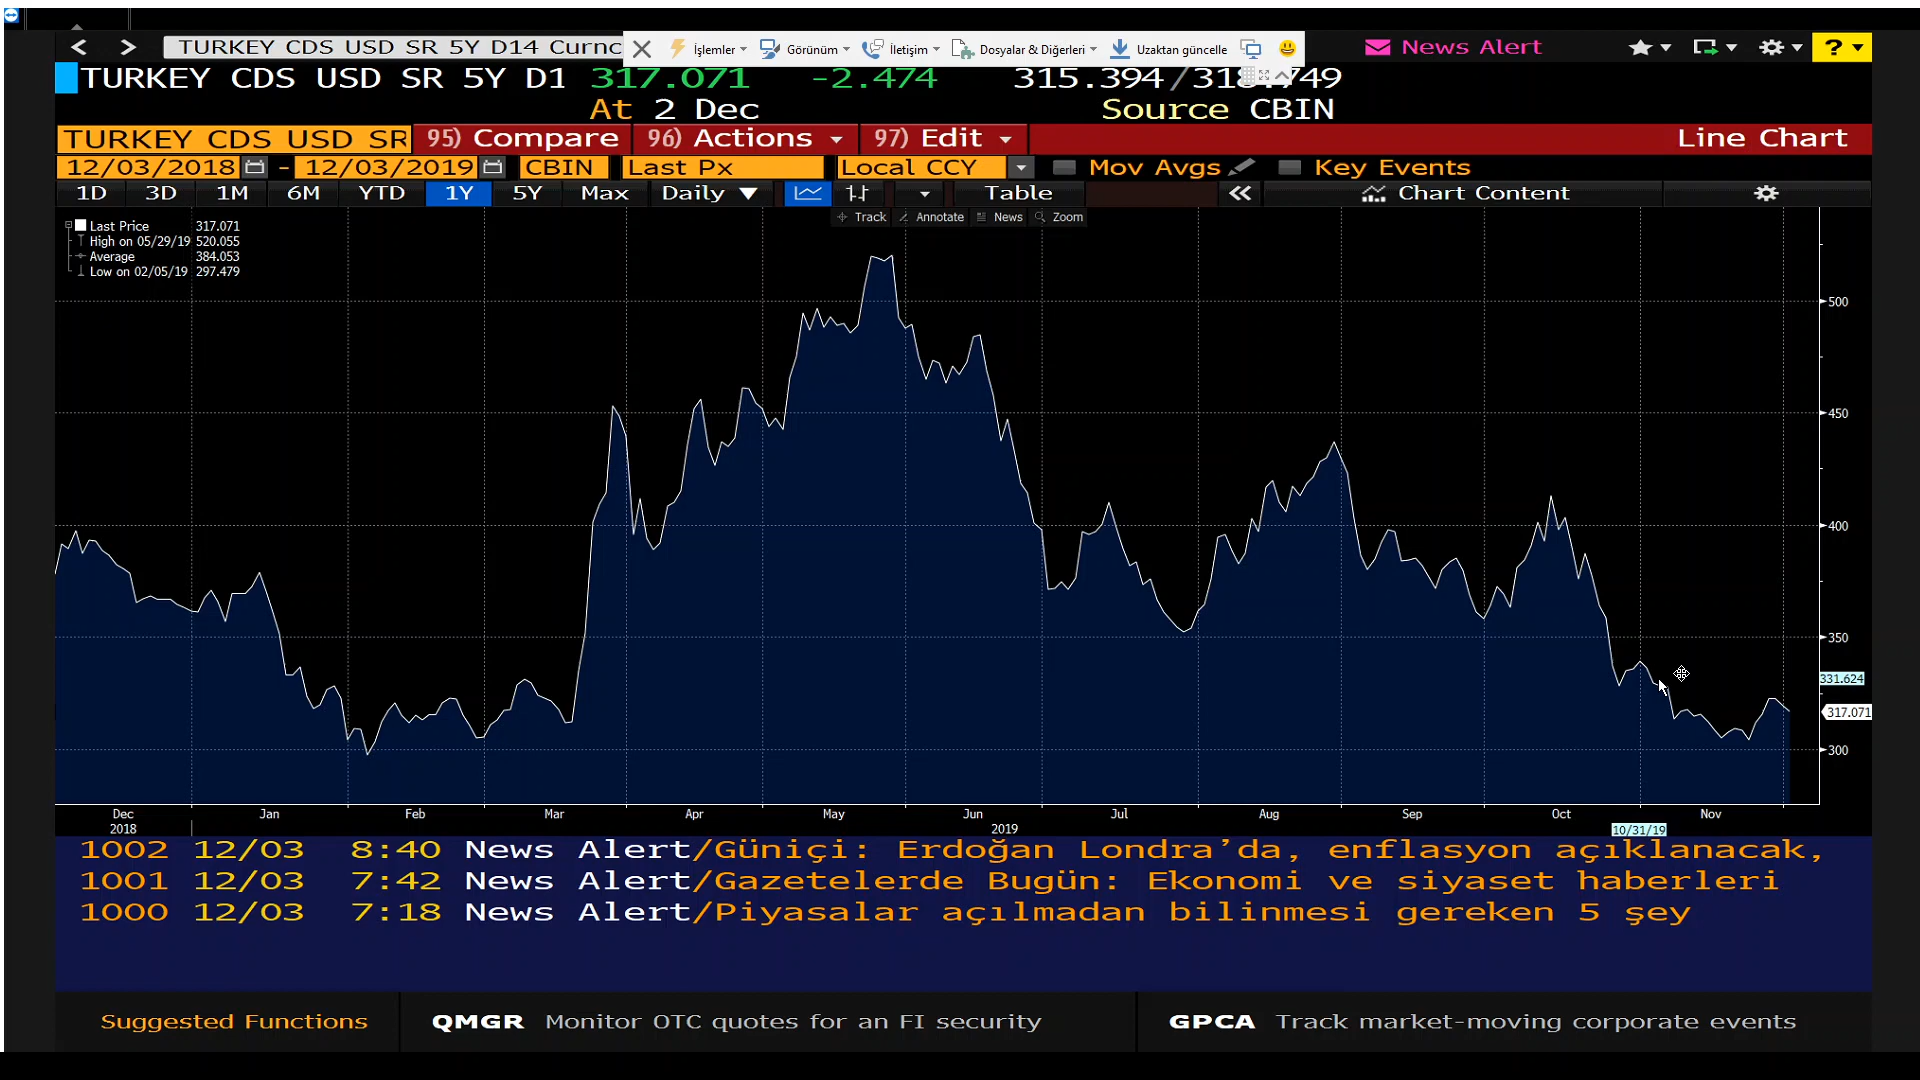 TURKEY CDS USD SR 5Y D14 Curnc
İşlemler Görünüm İletişim Dosyalar & Diğerleri Uzaktan güncelle
News Alert ?
TURKEY CDS USD SR 5Y D1 317.071 -2.474
At 2 Dec Source CBIN
TURKEY CDS USD SR 95) Compare 96) Actions 97) Edit Line Chart
12/03/2018 - 12/03/2019 CBIN Last Px Local CCY Mov Avgs Key Events
1D 3D 1M 6M YTD 1Y 5Y Max Daily ▼ Table « Chart Content
Track Annotate News Zoom
Last Price 317.071
High on 05/29/19 520.055
Average 384.053
Low on 02/05/19 297.479
500
450
400
350
331.624
317.071
300
Dec Jan Feb Mar Apr May Jun Jul Aug Sep Oct Nov
2018 2019 10/31/19
1002 12/03 8:40 News Alert/Güniçi: Erdoğan Londra’da, enflasyon açıklanacak,
1001 12/03 7:42 News Alert/Gazetelerde Bugün: Ekonomi ve siyaset haberleri
1000 12/03 7:18 News Alert/Piyasalar açılmadan bilinmesi gereken 5 şey
Suggested Functions QMGR Monitor OTC quotes for an FI security GPCA Track market-moving corporate events